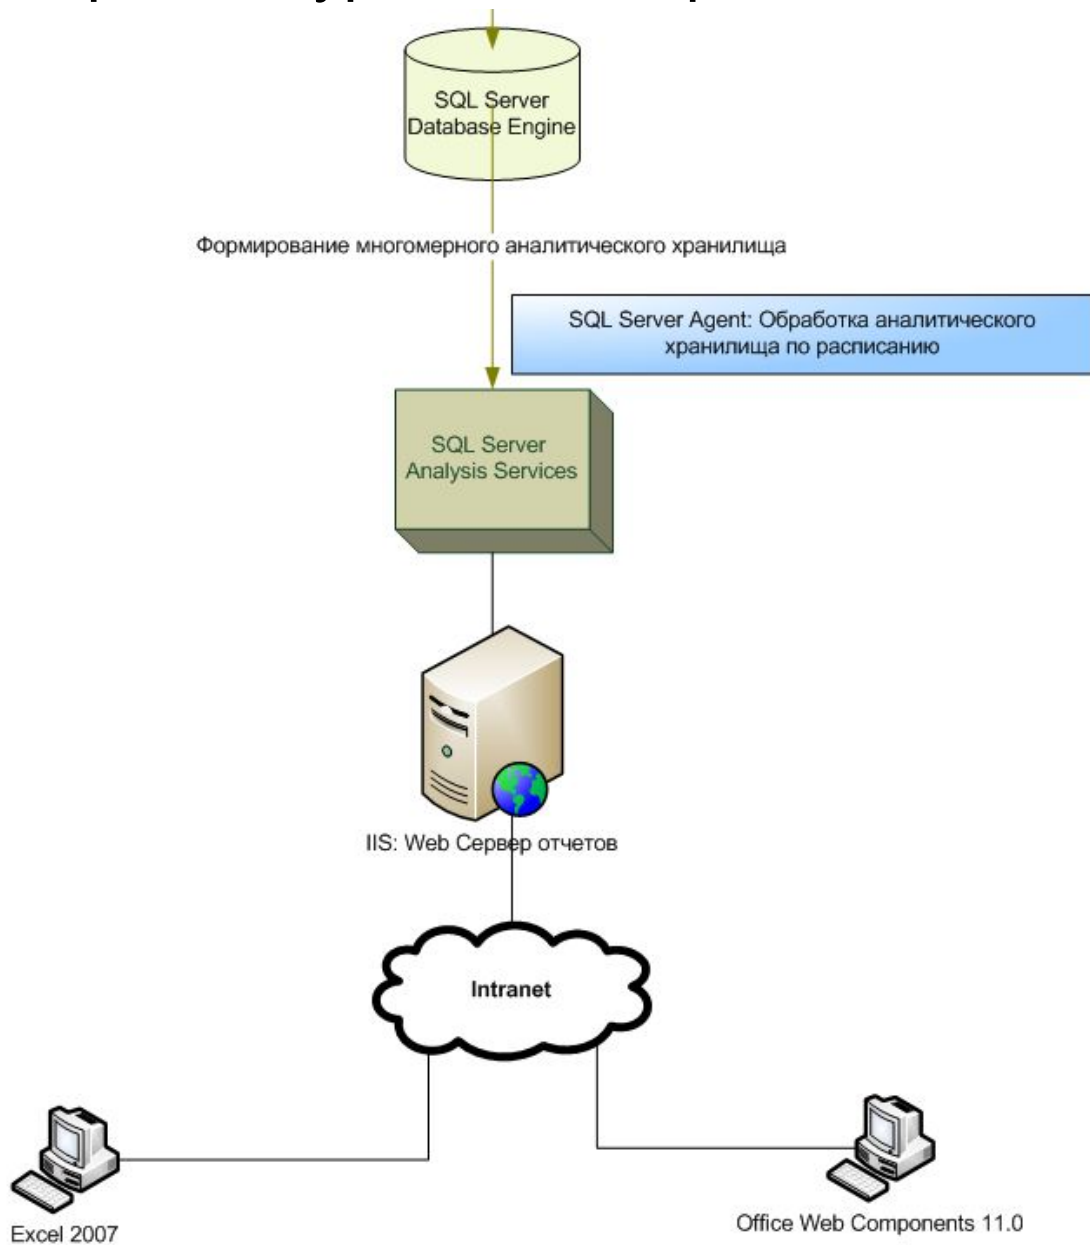 SQL Server
Database Engine
Формирование многомерного аналитического хранилища
SQL Server Agent: Обработка аналитического
хранилища по расписанию
SQL Server
Analysis Services
IIS: Web Сервер отчетов
Intranet
Excel 2007
Office Web Components 11.0